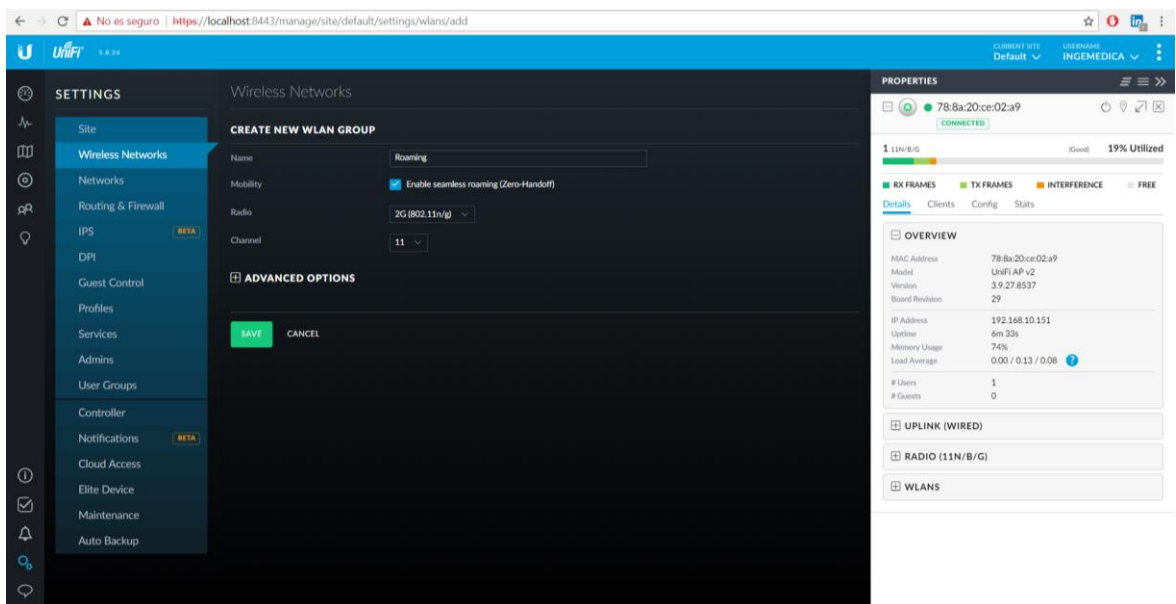 No es seguro | https://localhost:8443/manage/site/default/settings/wlans/add
UniFi 5.8.24
CURRENT SITE
Default
USERNAME
INGEMEDICA
SETTINGS
Site
Wireless Networks
Networks
Routing & Firewall
IPS BETA
DPI
Guest Control
Profiles
Services
Admins
User Groups
Controller
Notifications BETA
Cloud Access
Elite Device
Maintenance
Auto Backup
Wireless Networks
CREATE NEW WLAN GROUP
Name Roaming
Mobility Enable seamless roaming (Zero-Handoff)
Radio 2G (802.11n/g)
Channel 11
ADVANCED OPTIONS
SAVE CANCEL
PROPERTIES
78:8a:20:ce:02:a9
CONNECTED
1 11N/B/G (Good) 19% Utilized
RX FRAMES TX FRAMES INTERFERENCE FREE
Details Clients Config Stats
OVERVIEW
MAC Address 78:8a:20:ce:02:a9
Model UniFi AP v2
Version 3.9.27.8537
Board Revision 29
IP Address 192.168.10.151
Uptime 6m 33s
Memory Usage 74%
Load Average 0.00 / 0.13 / 0.08 ?
# Users 1
# Guests 0
UPLINK (WIRED)
RADIO (11N/B/G)
WLANS